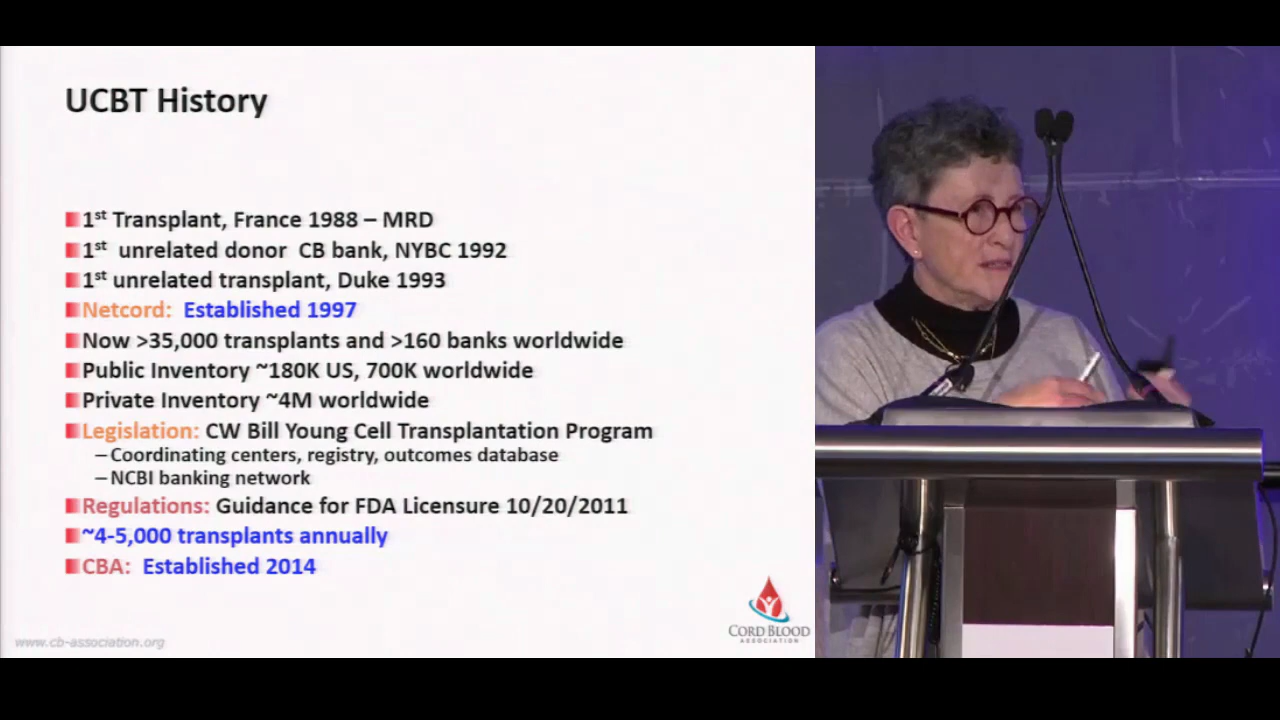 UCBT History
1st Transplant, France 1988 – MRD
1st unrelated donor CB bank, NYBC 1992
1st unrelated transplant, Duke 1993
Netcord: Established 1997
Now >35,000 transplants and >160 banks worldwide
Public Inventory ~180K US, 700K worldwide
Private Inventory ~4M worldwide
Legislation: CW Bill Young Cell Transplantation Program
– Coordinating centers, registry, outcomes database
– NCBI banking network
Regulations: Guidance for FDA Licensure 10/20/2011
~4-5,000 transplants annually
CBA: Established 2014
www.cb-association.org
CORD BLOOD
ASSOCIATION